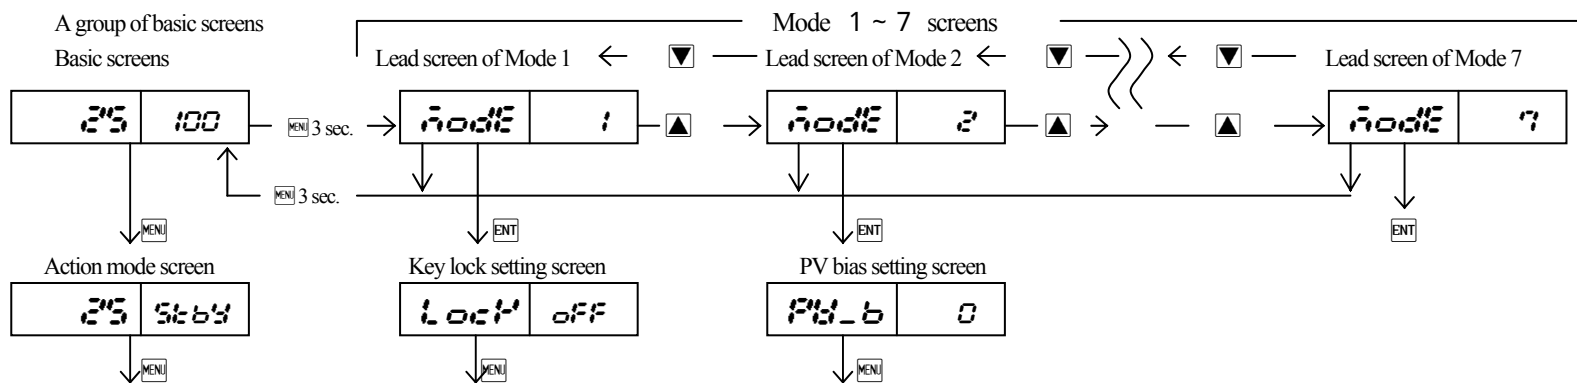 A group of basic screens
Mode 1 ~ 7 screens
Basic screens
Lead screen of Mode 1 ← ▼ Lead screen of Mode 2 ← ▼ ← ▼ Lead screen of Mode 7
25 100 MENU 3 sec. → modE 1 ▲ → modE 2 ▲ → ▲ → modE 7
MENU 3 sec.
MENU ENT ENT ENT
Action mode screen Key lock setting screen PV bias setting screen
25 Stby Lock oFF PV_b 0
MENU MENU MENU